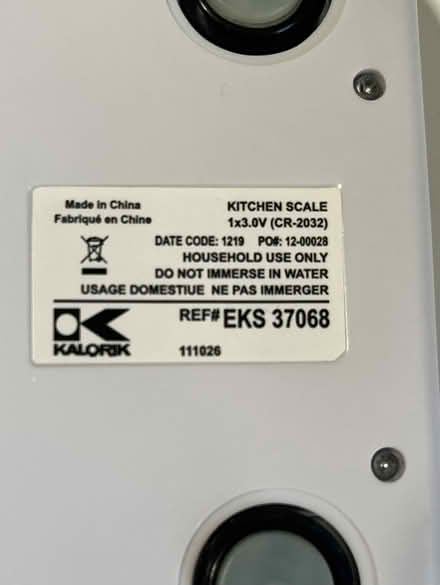 Made in China
Fabriqué en Chine
KITCHEN SCALE
1x3.0V (CR-2032)
DATE CODE: 1219 PO#: 12-00028
HOUSEHOLD USE ONLY
DO NOT IMMERSE IN WATER
USAGE DOMESTIUE NE PAS IMMERGER
REF# EKS 37068
KALORIK
111026